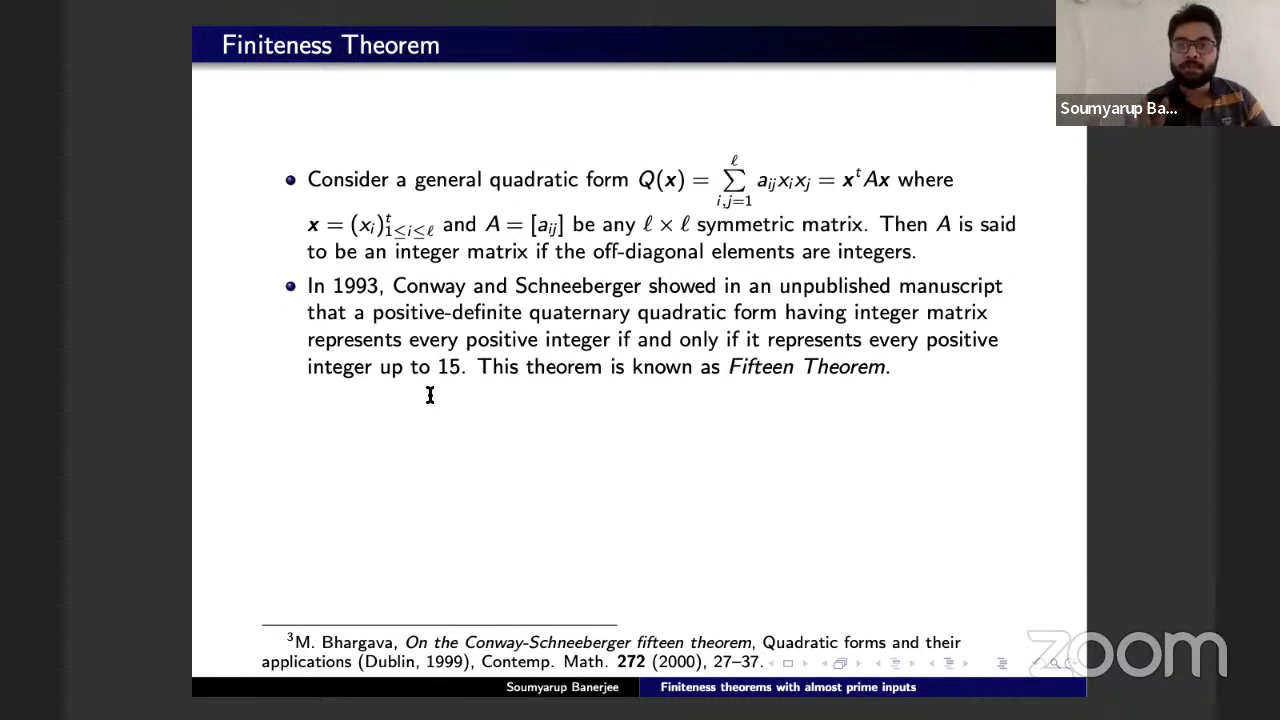 Finiteness Theorem
Soumyarup Ba...
• Consider a general quadratic form Q(x) = ∑_{i,j=1}^{ℓ} a_{ij}x_i x_j = x^t Ax where
x = (x_i)^t_{1≤i≤ℓ} and A = [a_{ij}] be any ℓ × ℓ symmetric matrix. Then A is said
to be an integer matrix if the off-diagonal elements are integers.
• In 1993, Conway and Schneeberger showed in an unpublished manuscript
that a positive-definite quaternary quadratic form having integer matrix
represents every positive integer if and only if it represents every positive
integer up to 15. This theorem is known as Fifteen Theorem.
³M. Bhargava, On the Conway-Schneeberger fifteen theorem, Quadratic forms and their
applications (Dublin, 1999), Contemp. Math. 272 (2000), 27–37.
zoom
Soumyarup Banerjee Finiteness theorems with almost prime inputs